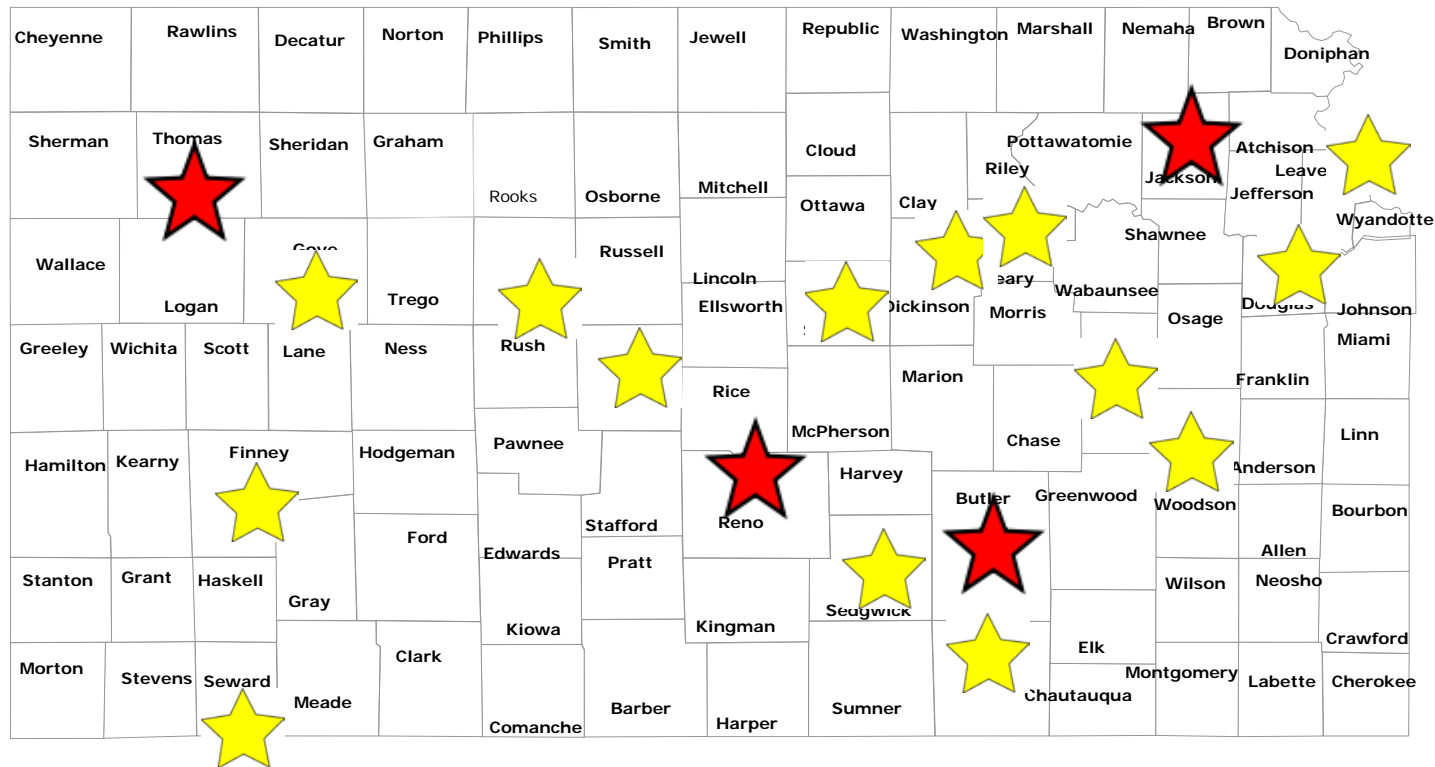 Cheyenne
Rawlins
Decatur
Norton
Phillips
Smith
Jewell
Republic
Washington
Marshall
Nemaha
Brown
Doniphan
Sherman
Thomas
Sheridan
Graham
Rooks
Osborne
Mitchell
Cloud
Clay
Riley
Pottawatomie
Jackson
Atchison
Jefferson
Leave
Wyandotte
Ottawa
Wallace
Logan
Gove
Trego
Russell
Lincoln
Ellsworth
Dickinson
eary
Morris
Wabaunsee
Shawnee
Osage
Douglas
Johnson
Miami
Greeley
Wichita
Scott
Lane
Ness
Rush
Rice
McPherson
Marion
Chase
Franklin
Linn
Anderson
Hamilton
Kearny
Finney
Hodgeman
Pawnee
Stafford
Reno
Harvey
Butler
Greenwood
Woodson
Allen
Bourbon
Stanton
Grant
Haskell
Gray
Ford
Edwards
Pratt
Kiowa
Kingman
Sedgwick
Elk
Wilson
Neosho
Crawford
Morton
Stevens
Seward
Meade
Clark
Comanche
Barber
Harper
Sumner
Chautauqua
Montgomery
Labette
Cherokee